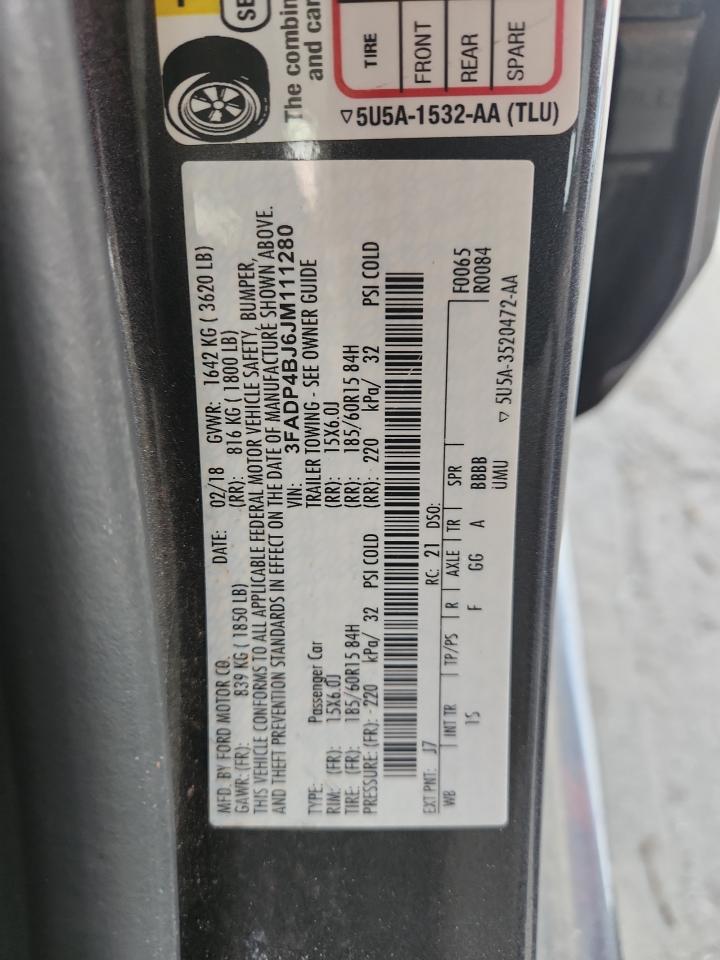 SE
The combin
and car
TIRE
FRONT
REAR
SPARE
▽5U5A-1532-AA (TLU)
MFD. BY FORD MOTOR CO. DATE: 02/18 GVWR: 1642 KG ( 3620 LB)
GAWR: (FR): 839 KG ( 1850 LB) (RR): 816 KG ( 1800 LB)
THIS VEHICLE CONFORMS TO ALL APPLICABLE FEDERAL MOTOR VEHICLE SAFETY, BUMPER,
AND THEFT PREVENTION STANDARDS IN EFFECT ON THE DATE OF MANUFACTURE SHOWN ABOVE.
VIN: 3FADP4BJ6JM111280
TYPE: Passenger Car TRAILER TOWING - SEE OWNER GUIDE
RIM: (FR): 15X6.0J (RR): 15X6.0J
TIRE: (FR): 185/60R15 84H (RR): 185/60R15 84H
PRESSURE: (FR): 220 kPa/ 32 PSI COLD (RR): 220 kPa/ 32 PSI COLD
EXT PNT: J7 RC: 21 DSO: F0065
WB INT TR TP/PS R AXLE TR SPR R0084
15 F GG A BBBB
UMU ▽ 5U5A-3520472-AA